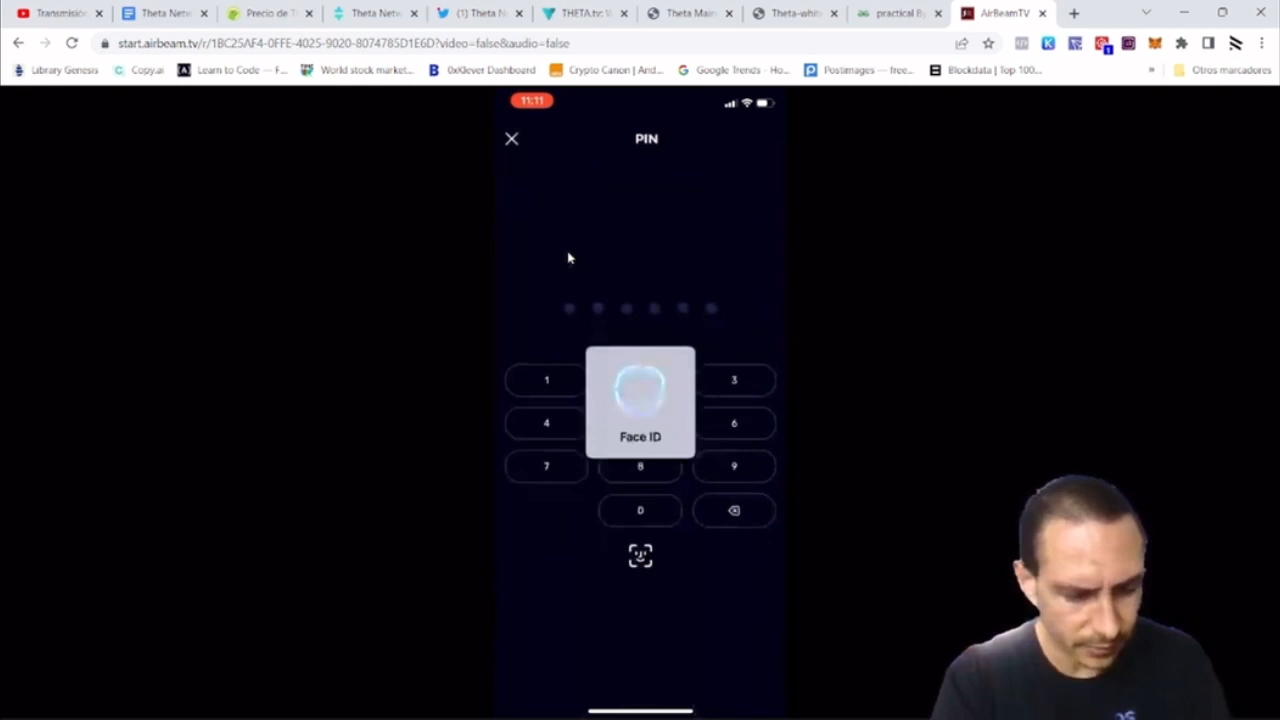 Transmisión
Theta Netw
Precio de T
Theta Netw
(1) Theta N
THETA.tv: W
Theta Main
Theta-whit
practical By
AirBeamTV
start.airbeam.tv/r/1BC25AF4-0FFE-4025-9020-8074785D1E6D?video=false&audio=false
Library Genesis
Copy.ai
Learn to Code — F...
World stock market...
0xKlever Dashboard
Crypto Canon | And...
Google Trends - Ho...
Postimages — free...
Blockdata | Top 100...
»
Otros marcadores
11:11
PIN
1
3
Face ID
4
6
7
8
9
0